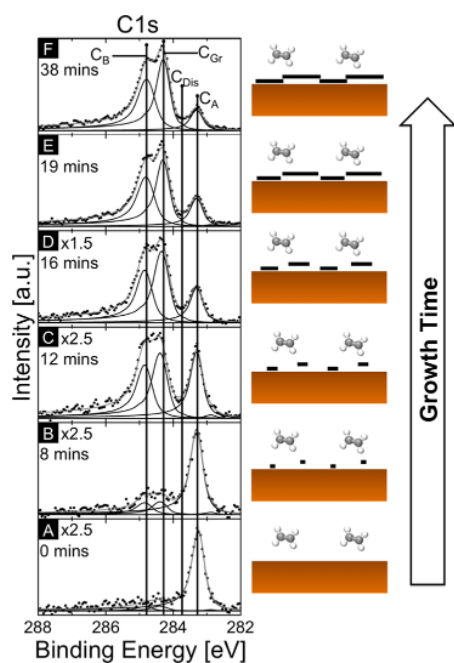 C1s
F
38 mins
C_B
C_Gr
C_Dis
C_A
E
19 mins
D x1.5
16 mins
C x2.5
12 mins
B x2.5
8 mins
A x2.5
0 mins
288 286 284 282
Binding Energy [eV]
Intensity [a.u.]
Growth Time